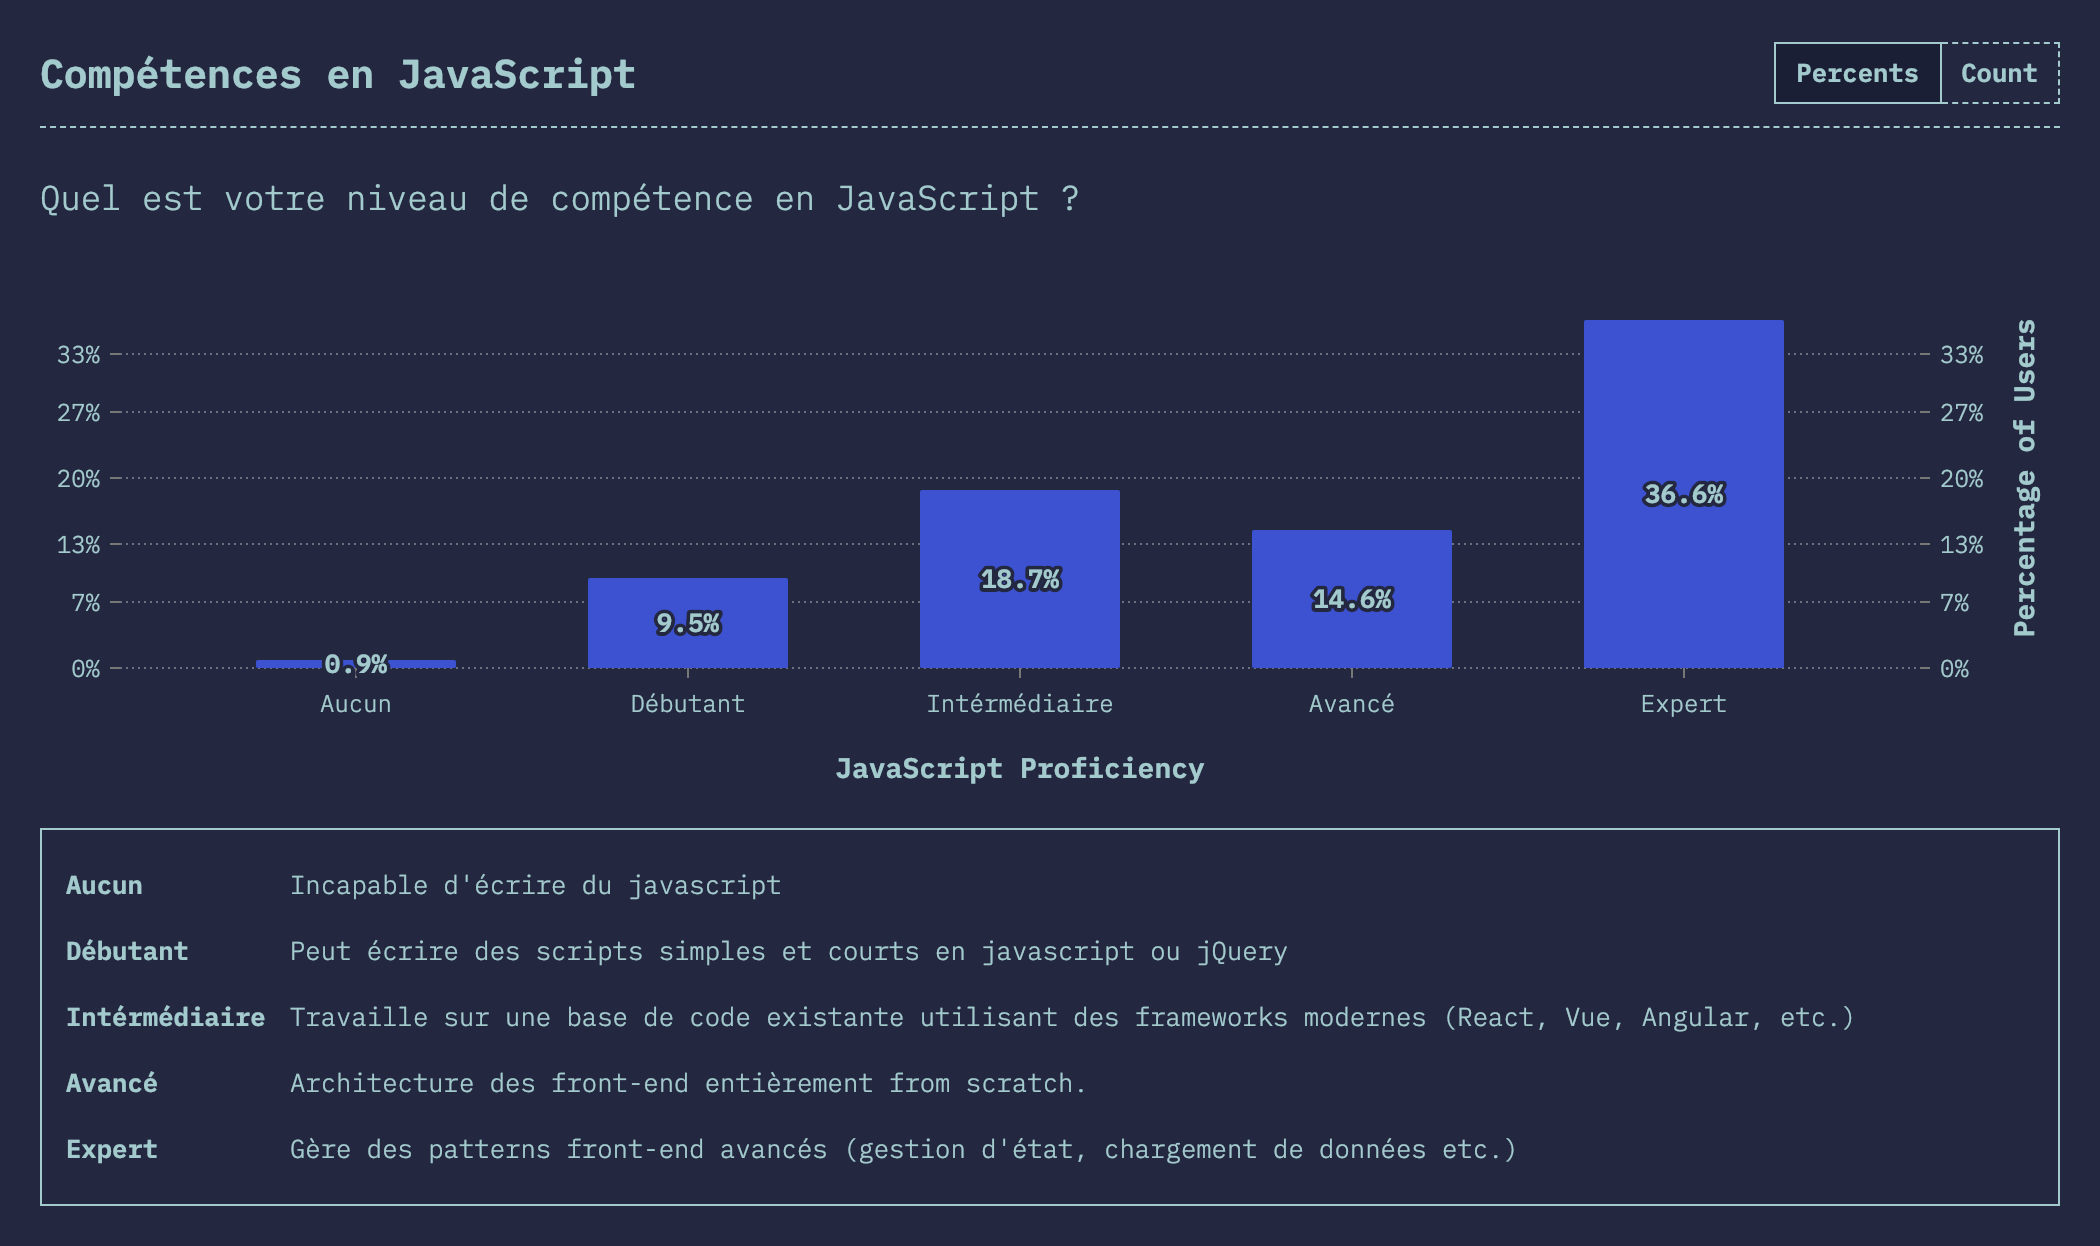 Compétences en JavaScript
Percents Count
Quel est votre niveau de compétence en JavaScript ?
33% 33%
27% 27%
20% 20%
13% 13%
7% 7%
0% 0%
Percentage of Users
0.9% 9.5% 18.7% 14.6% 36.6%
Aucun Débutant Intérmédiaire Avancé Expert
JavaScript Proficiency
Aucun Incapable d'écrire du javascript
Débutant Peut écrire des scripts simples et courts en javascript ou jQuery
Intérmédiaire Travaille sur une base de code existante utilisant des frameworks modernes (React, Vue, Angular, etc.)
Avancé Architecture des front-end entièrement from scratch.
Expert Gère des patterns front-end avancés (gestion d'état, chargement de données etc.)